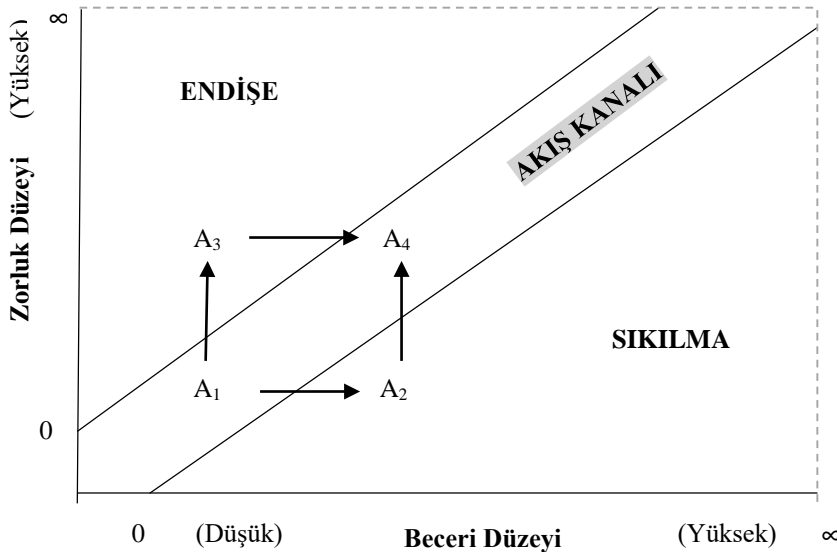 ∞
Zorluk Düzeyi (Yüksek)
ENDİŞE
AKIŞ KANALI
A₃
A₄
SIKILMA
A₁
A₂
0
0 (Düşük) Beceri Düzeyi (Yüksek) ∞